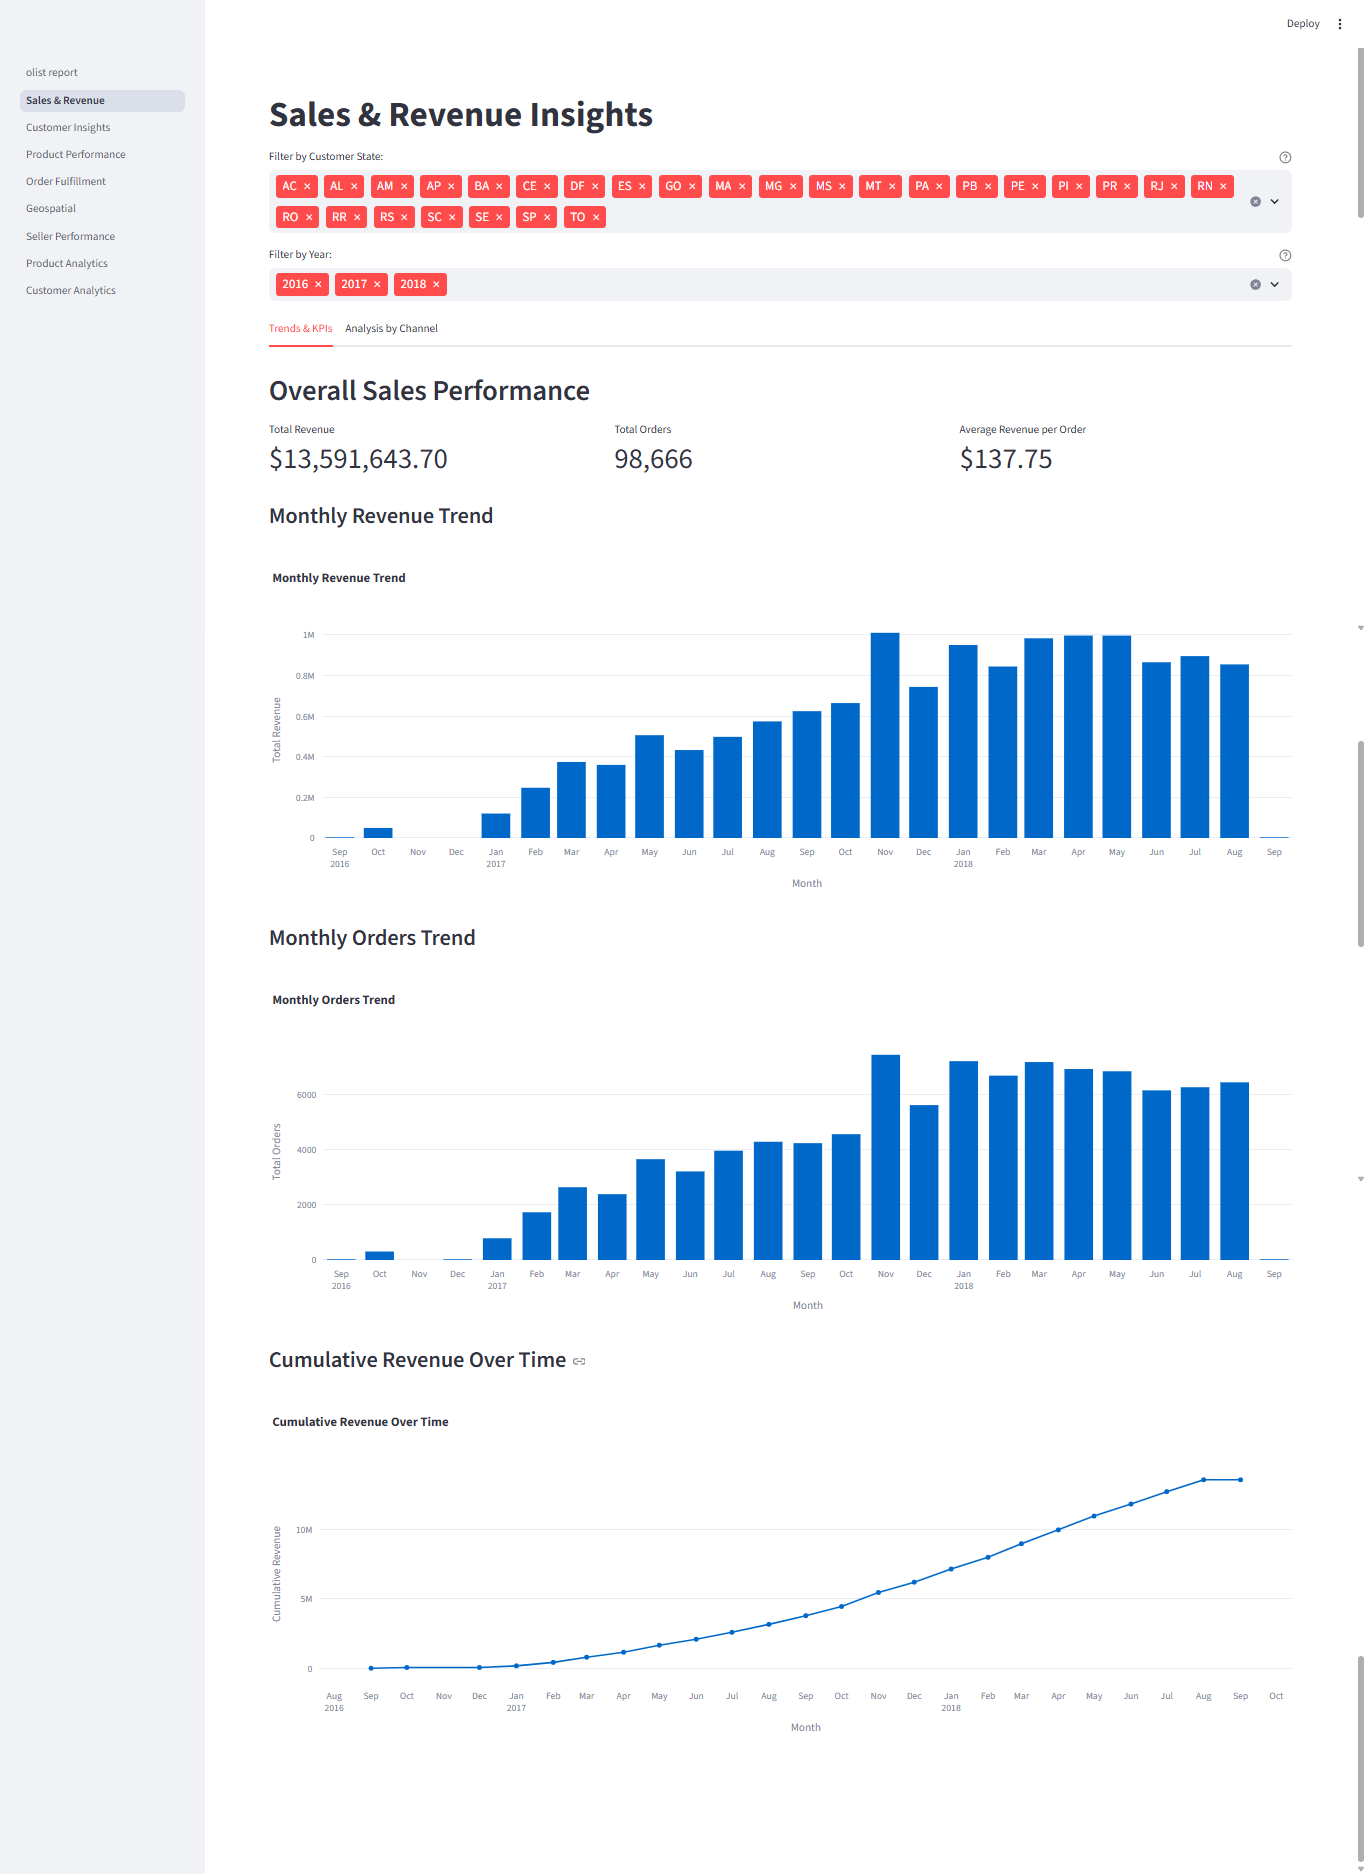 Deploy
olist report
Sales & Revenue
Customer Insights
Product Performance
Order Fulfillment
Geospatial
Seller Performance
Product Analytics
Customer Analytics
Sales & Revenue Insights
Filter by Customer State:
AC × AL × AM × AP × BA × CE × DF × ES × GO × MA × MG × MS × MT × PA × PB × PE × PI × PR × RJ × RN ×
RO × RR × RS × SC × SE × SP × TO ×
Filter by Year:
2016 × 2017 × 2018 ×
Trends & KPIs Analysis by Channel
Overall Sales Performance
Total Revenue Total Orders Average Revenue per Order
$13,591,643.70 98,666 $137.75
Monthly Revenue Trend
Monthly Revenue Trend
1M
0.8M
0.6M
0.4M
0.2M
0
Total Revenue
Sep Oct Nov Dec Jan Feb Mar Apr May Jun Jul Aug Sep Oct Nov Dec Jan Feb Mar Apr May Jun Jul Aug Sep
2016 2017 2018
Month
Monthly Orders Trend
Monthly Orders Trend
6000
4000
2000
0
Total Orders
Sep Oct Nov Dec Jan Feb Mar Apr May Jun Jul Aug Sep Oct Nov Dec Jan Feb Mar Apr May Jun Jul Aug Sep
2016 2017 2018
Month
Cumulative Revenue Over Time
Cumulative Revenue Over Time
10M
5M
0
Cumulative Revenue
Aug Sep Oct Nov Dec Jan Feb Mar Apr May Jun Jul Aug Sep Oct Nov Dec Jan Feb Mar Apr May Jun Jul Aug Sep Oct
2016 2017 2018
Month